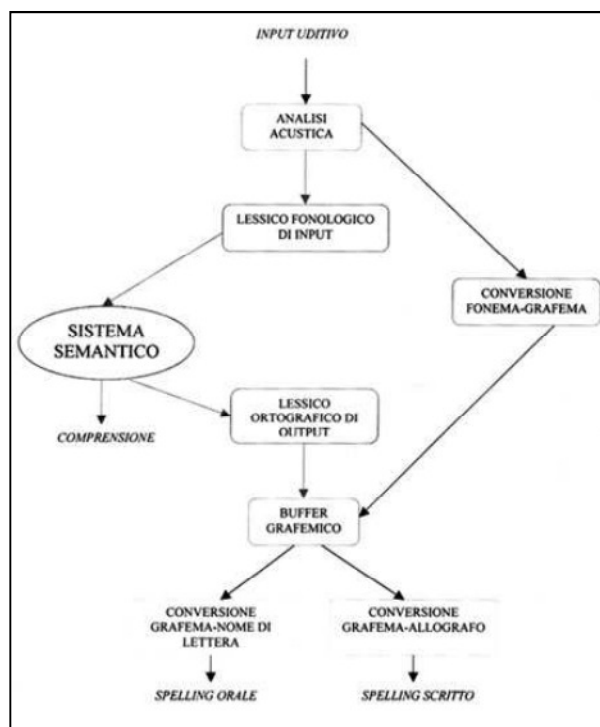 INPUT UDITIVO
ANALISI
ACUSTICA
LESSICO FONOLOGICO
DI INPUT
CONVERSIONE
FONEMA-GRAFEMA
SISTEMA
SEMANTICO
LESSICO
ORTOGRAFICO DI
OUTPUT
COMPRENSIONE
BUFFER
GRAFEMICO
CONVERSIONE
GRAFEMA-NOME DI
LETTERA
CONVERSIONE
GRAFEMA-ALLOGRAFO
SPELLING ORALE
SPELLING SCRITTO